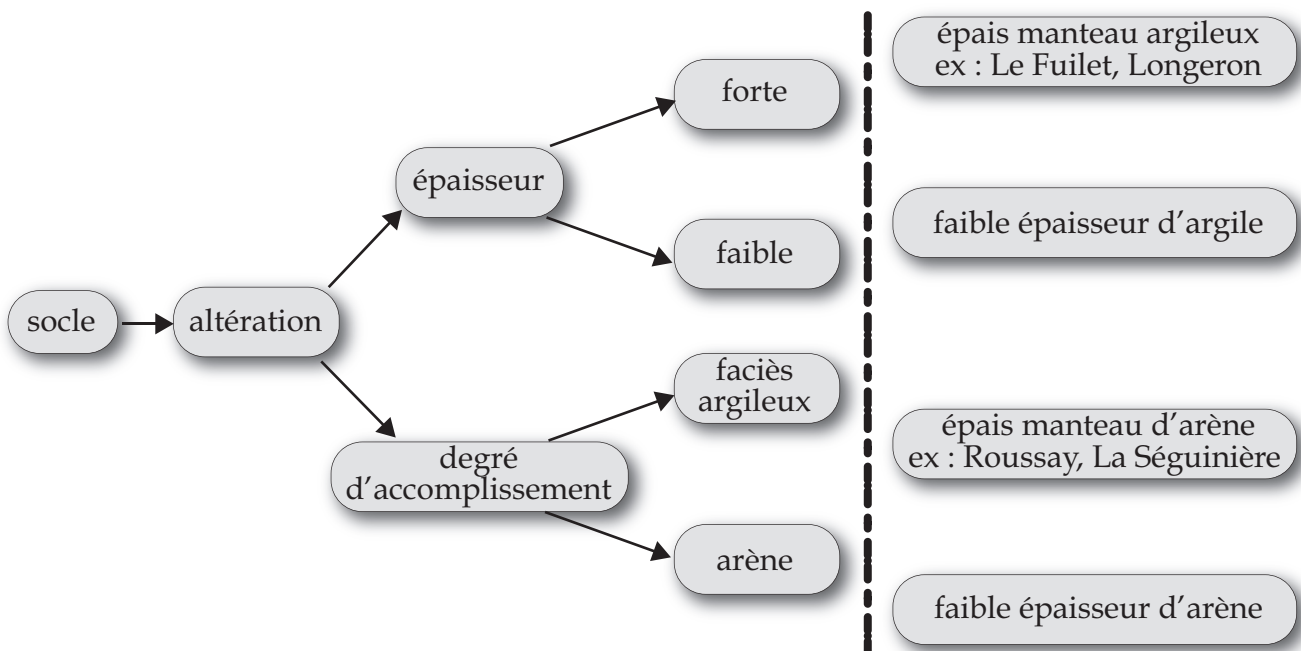 socle
altération
épaisseur
degré
d'accomplissement
forte
faible
faciès
argileux
arène
épais manteau argileux
ex : Le Fuilet, Longeron
faible épaisseur d'argile
épais manteau d'arène
ex : Roussay, La Séguinière
faible épaisseur d'arène